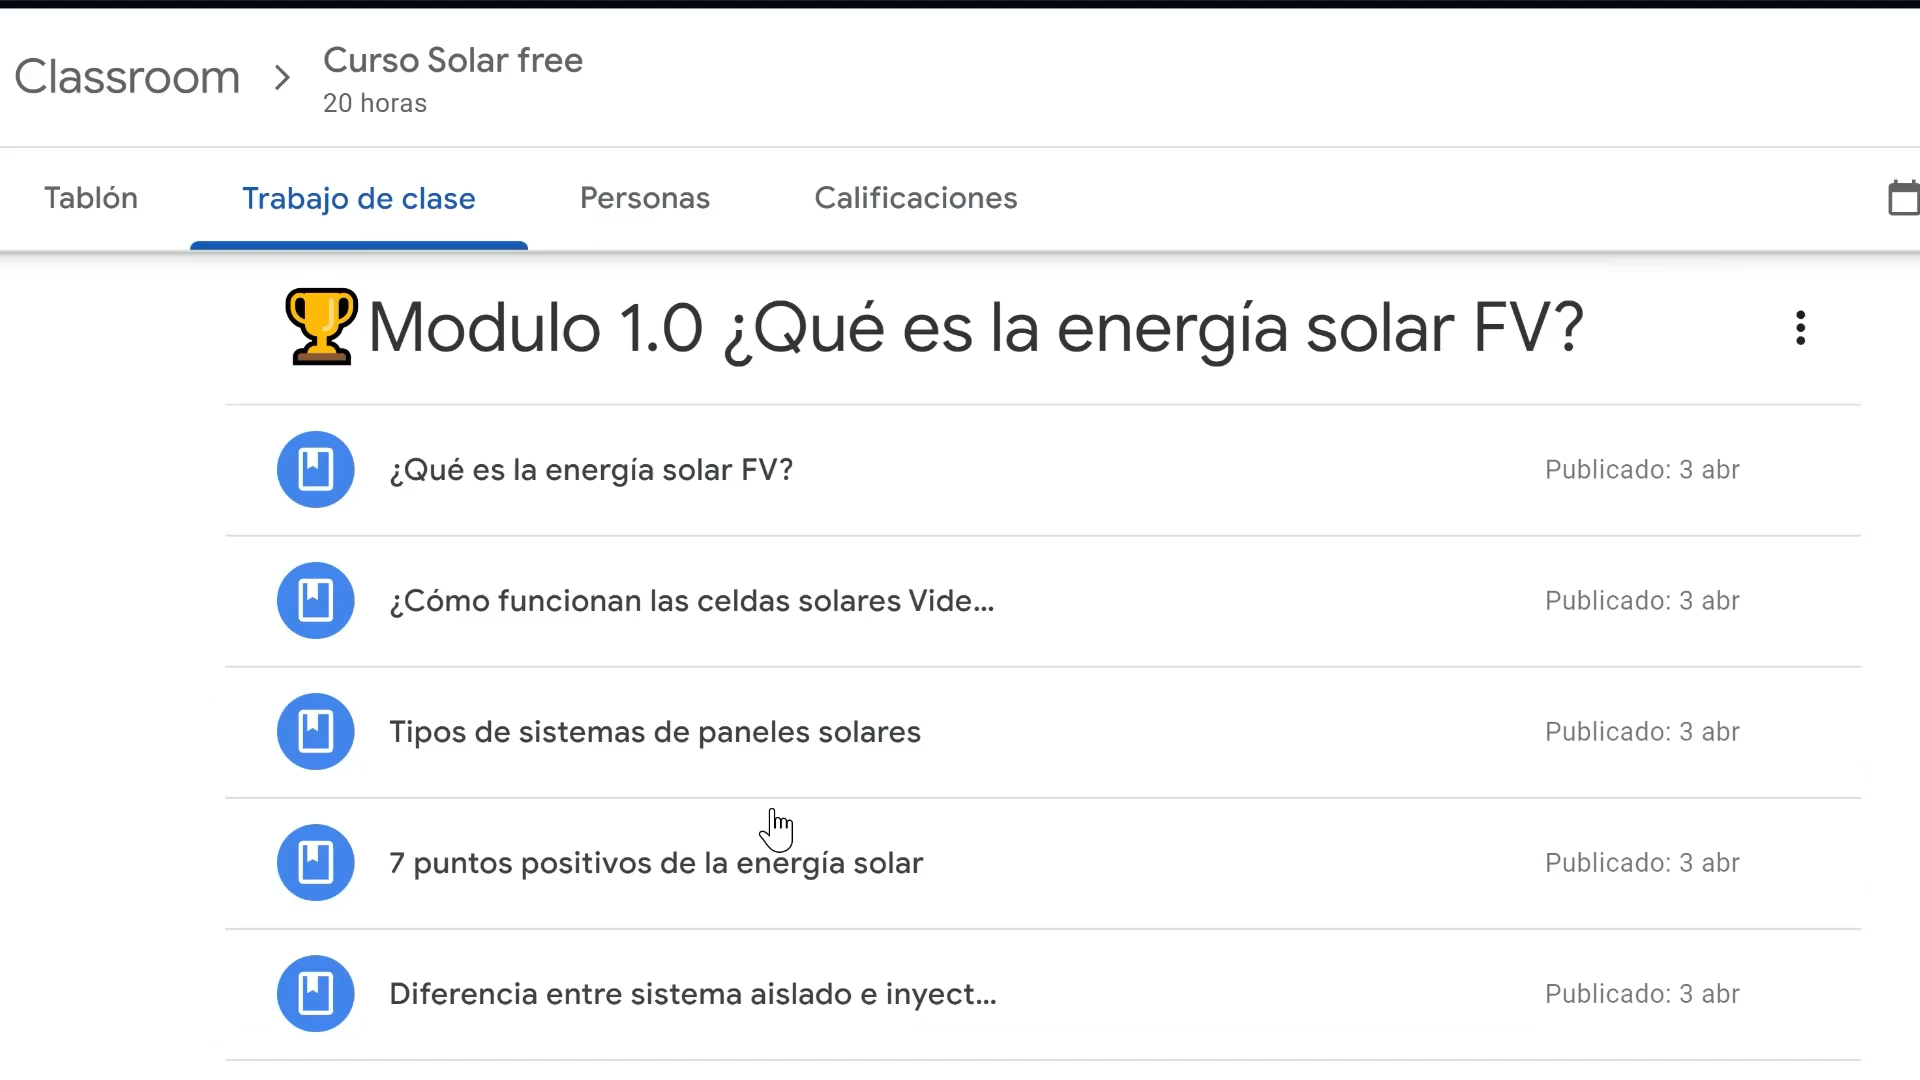 Classroom
Curso Solar free
20 horas
Tablón
Trabajo de clase
Personas
Calificaciones
🏆Modulo 1.0 ¿Qué es la energía solar FV?
¿Qué es la energía solar FV?
Publicado: 3 abr
¿Cómo funcionan las celdas solares Vide...
Publicado: 3 abr
Tipos de sistemas de paneles solares
Publicado: 3 abr
7 puntos positivos de la energía solar
Publicado: 3 abr
Diferencia entre sistema aislado e inyect...
Publicado: 3 abr